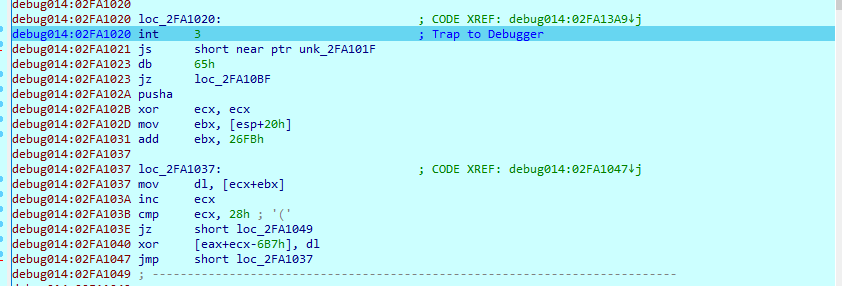 debug014:02FA1020
debug014:02FA1020 loc_2FA1020: ; CODE XREF: debug014:02FA13A9↓j
debug014:02FA1020 int 3 ; Trap to Debugger
debug014:02FA1021 js short near ptr unk_2FA101F
debug014:02FA1023 db 65h
debug014:02FA1023 jz loc_2FA10BF
debug014:02FA102A pusha
debug014:02FA102B xor ecx, ecx
debug014:02FA102D mov ebx, [esp+20h]
debug014:02FA1031 add ebx, 26FBh
debug014:02FA1037
debug014:02FA1037 loc_2FA1037: ; CODE XREF: debug014:02FA1047↓j
debug014:02FA1037 mov dl, [ecx+ebx]
debug014:02FA103A inc ecx
debug014:02FA103B cmp ecx, 28h ; '('
debug014:02FA103E jz short loc_2FA1049
debug014:02FA1040 xor [eax+ecx-6B7h], dl
debug014:02FA1047 jmp short loc_2FA1037
debug014:02FA1049 ; ---------------------------------------------------------------------------